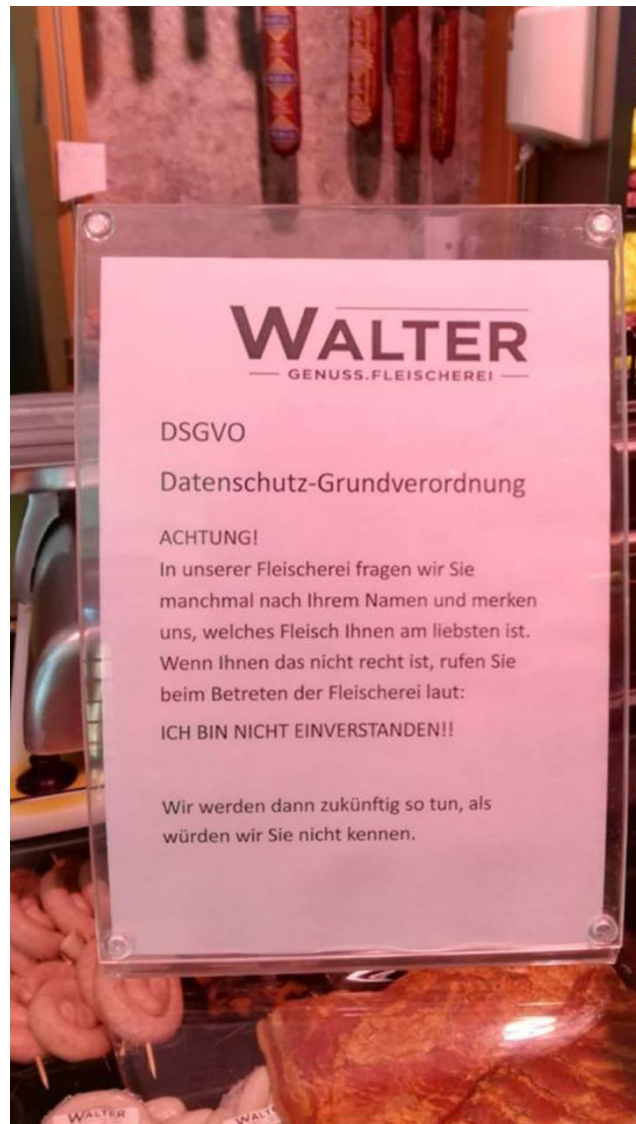 WALTER
GENUSS.FLEISCHEREI
DSGVO
Datenschutz-Grundverordnung
ACHTUNG!
In unserer Fleischerei fragen wir Sie
manchmal nach Ihrem Namen und merken
uns, welches Fleisch Ihnen am liebsten ist.
Wenn Ihnen das nicht recht ist, rufen Sie
beim Betreten der Fleischerei laut:
ICH BIN NICHT EINVERSTANDEN!!
Wir werden dann zukünftig so tun, als
würden wir Sie nicht kennen.
WALTER